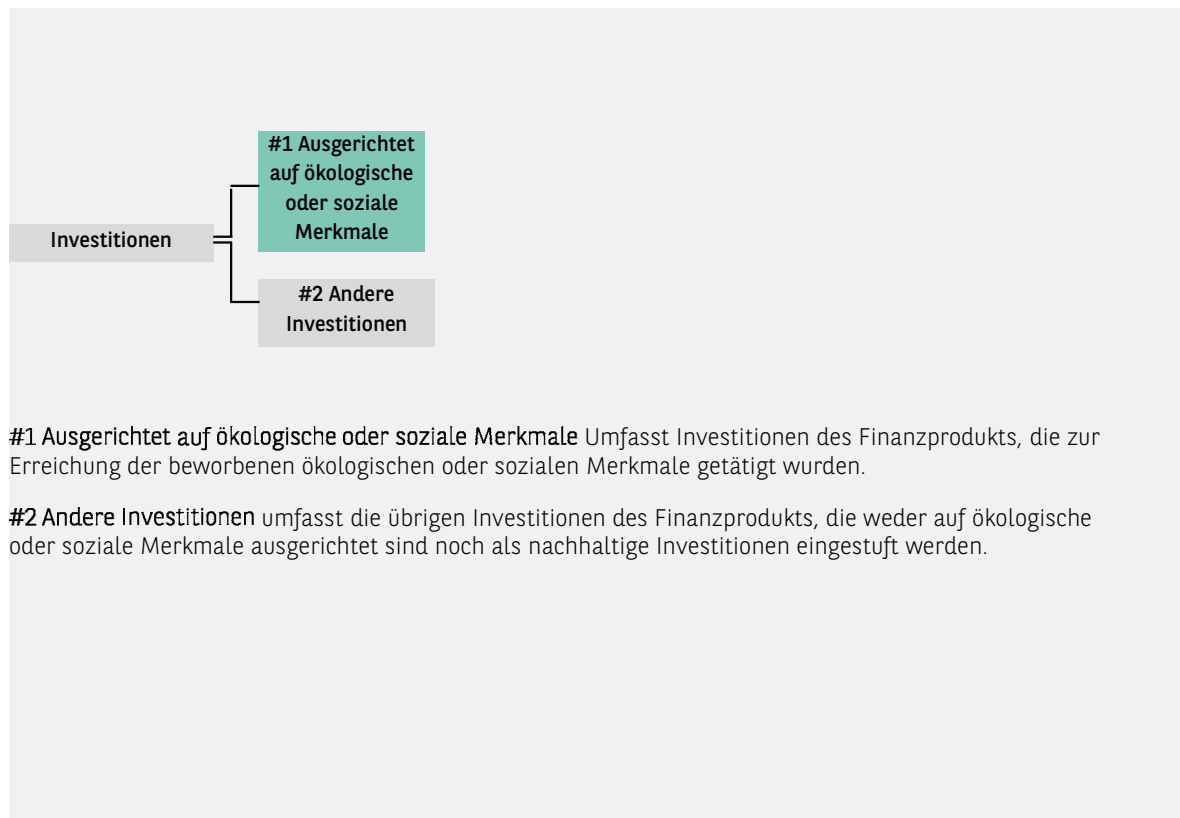 #1 Ausgerichtet
auf ökologische
oder soziale
Merkmale
Investitionen
#2 Andere
Investitionen
#1 Ausgerichtet auf ökologische oder soziale Merkmale Umfasst Investitionen des Finanzprodukts, die zur
Erreichung der beworbenen ökologischen oder sozialen Merkmale getätigt wurden.
#2 Andere Investitionen umfasst die übrigen Investitionen des Finanzprodukts, die weder auf ökologische
oder soziale Merkmale ausgerichtet sind noch als nachhaltige Investitionen eingestuft werden.